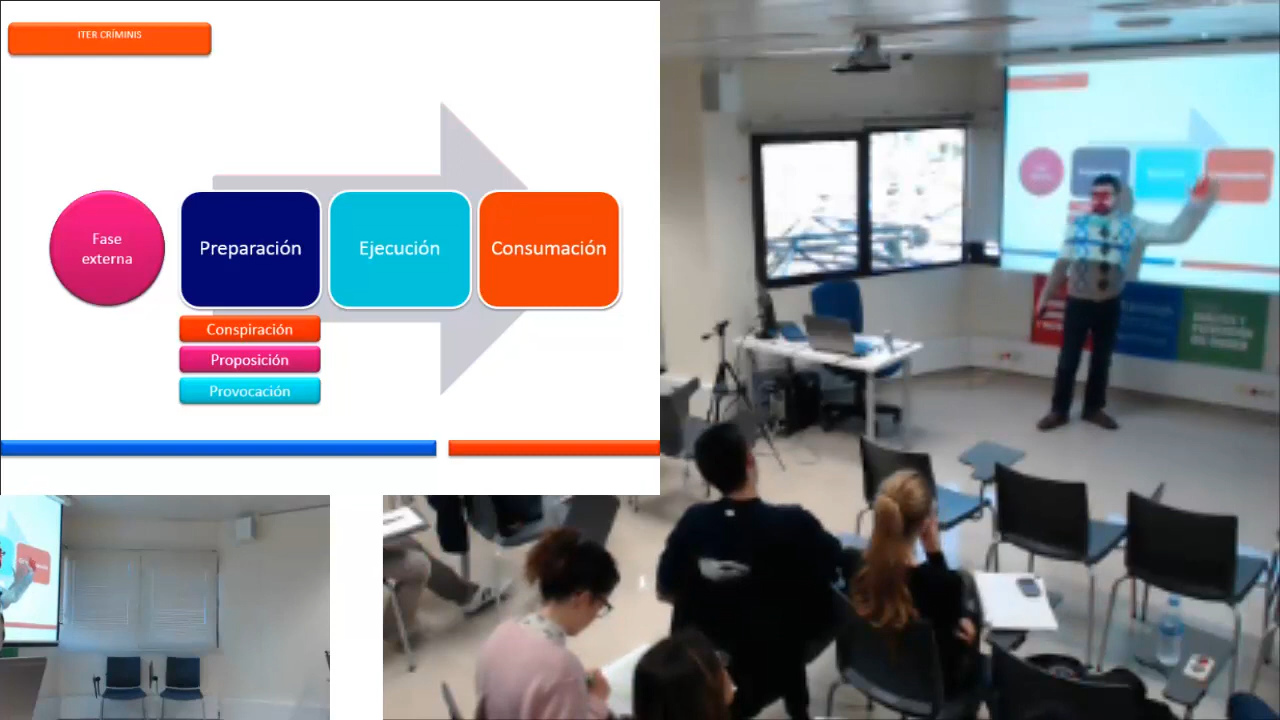 ITER CRÍMINIS
Fase
externa
Preparación
Ejecución
Consumación
Conspiración
Proposición
Provocación